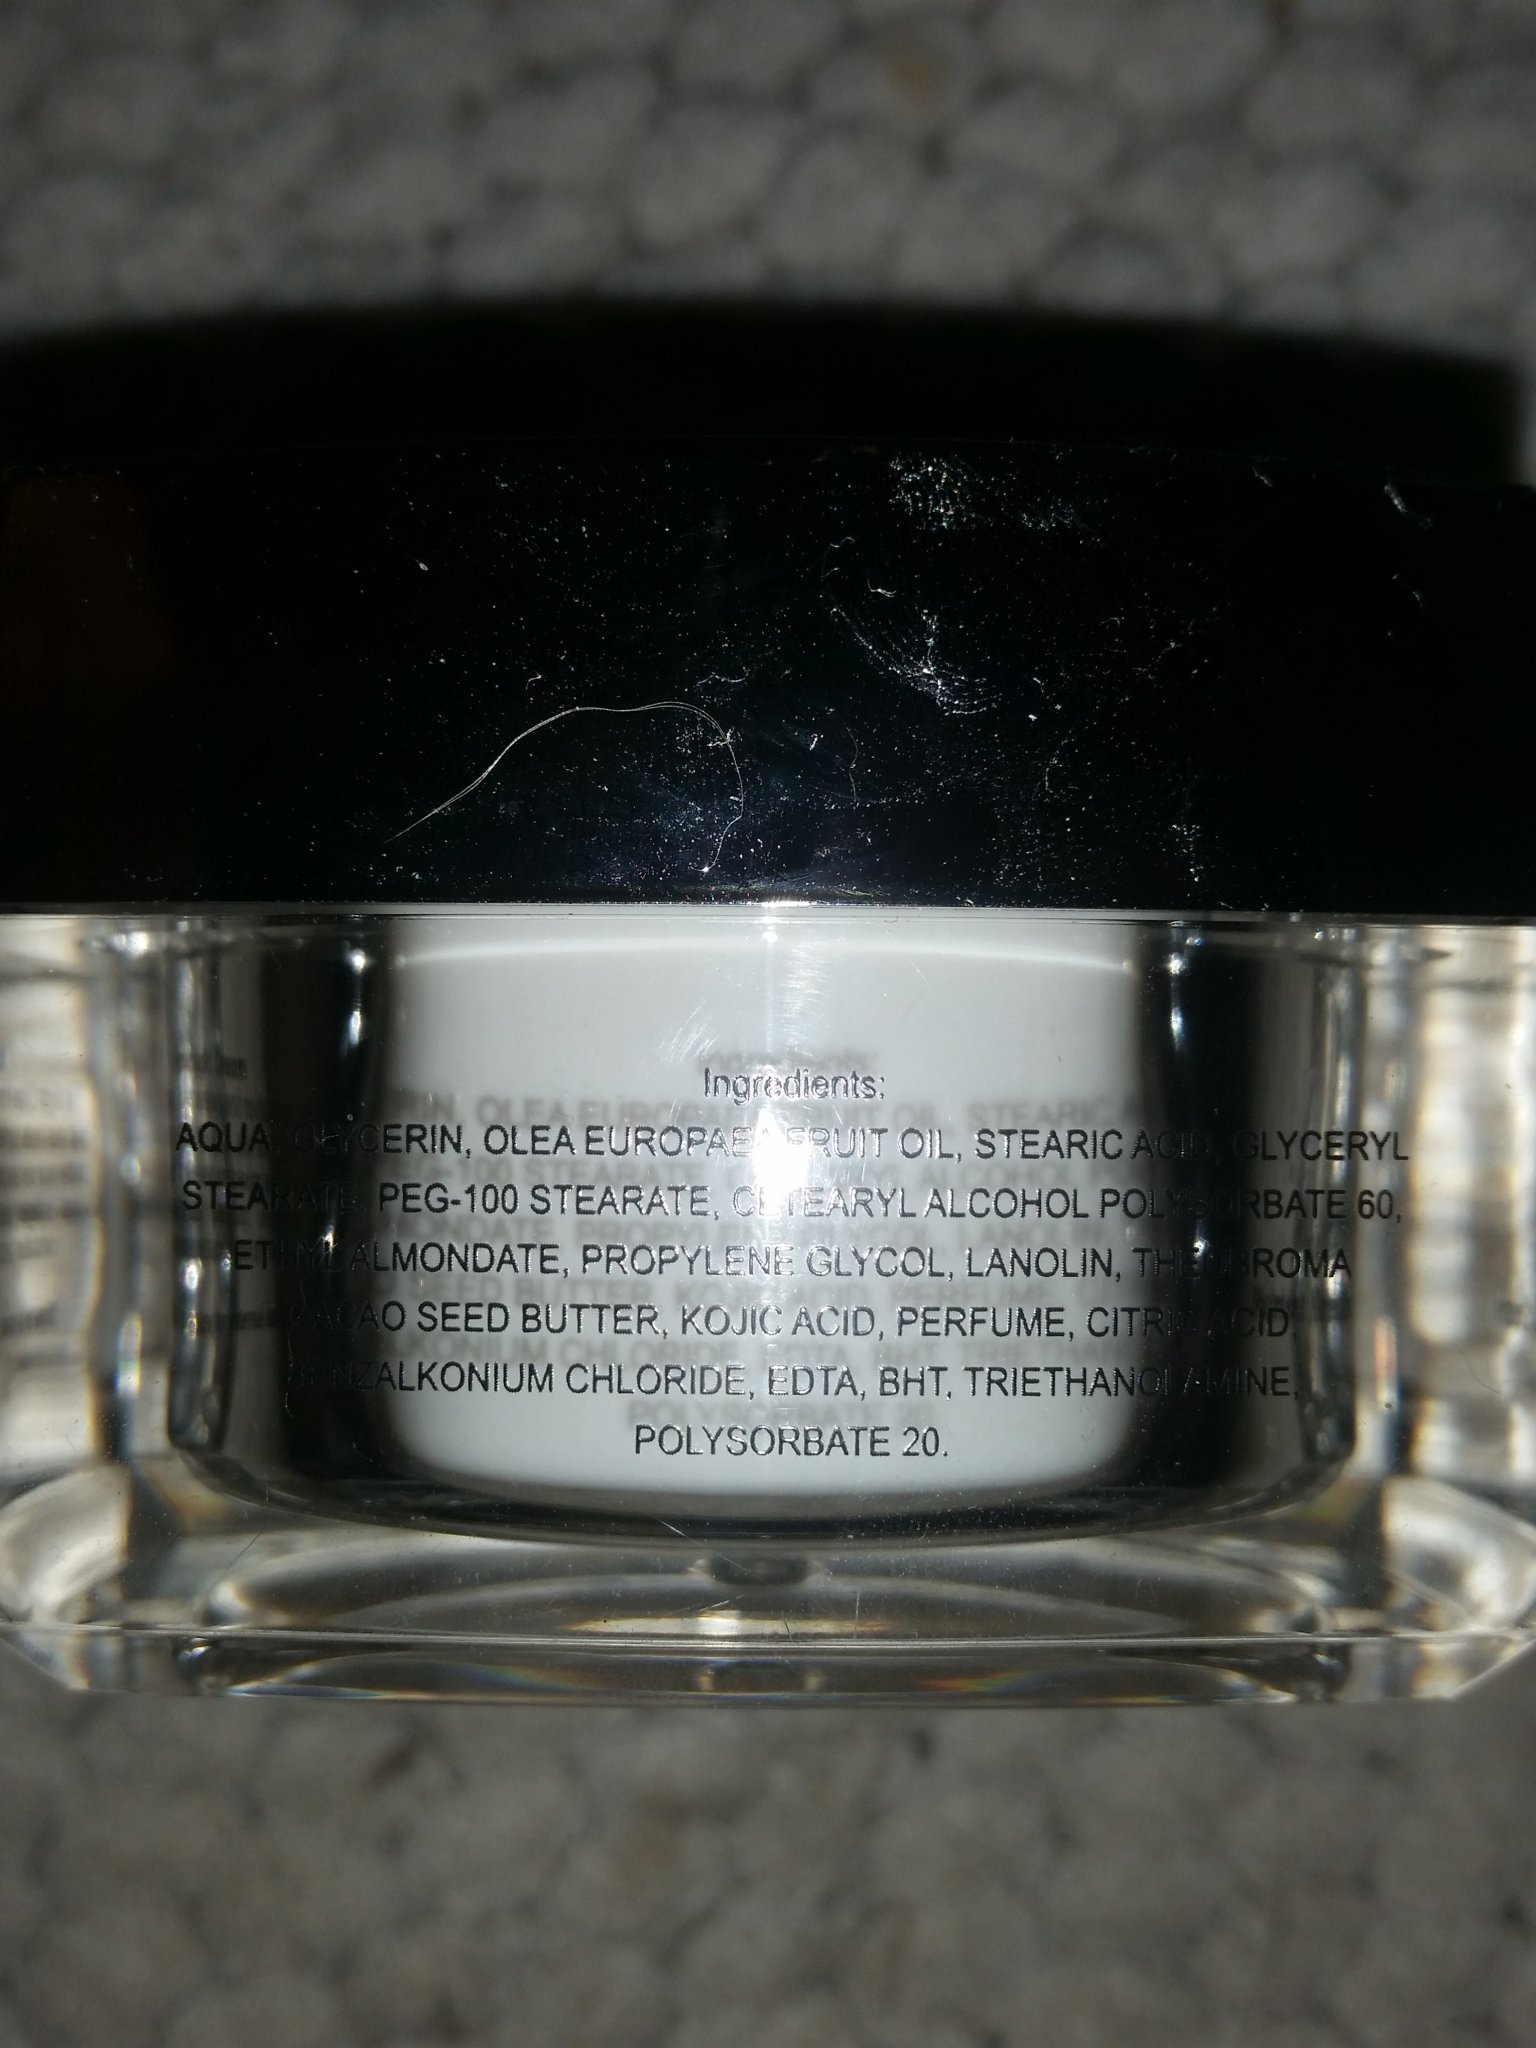 Ingredients:
AQUA, GLYCERIN, OLEA EUROPAEA FRUIT OIL, STEARIC ACID, GLYCERYL
STEARATE, PEG-100 STEARATE, CETEARYL ALCOHOL POLYSORBATE 60,
ETHYL ALMONDATE, PROPYLENE GLYCOL, LANOLIN, THEOBROMA
CACAO SEED BUTTER, KOJIC ACID, PERFUME, CITRIC ACID,
BENZALKONIUM CHLORIDE, EDTA, BHT, TRIETHANOLAMINE,
POLYSORBATE 20.